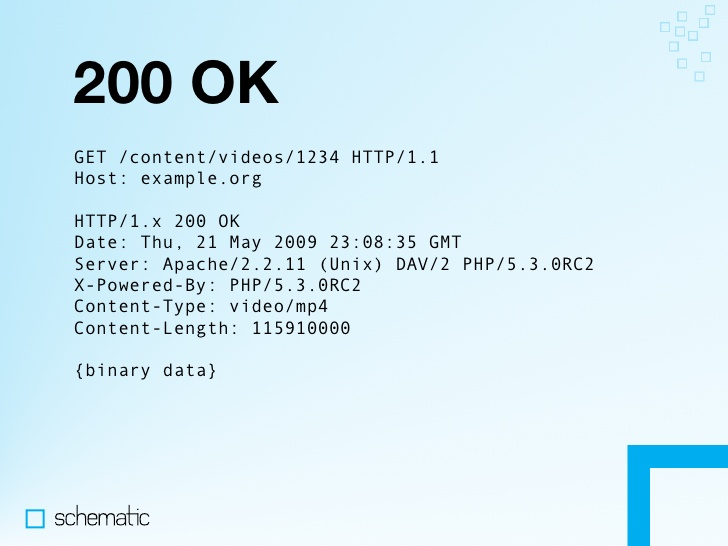 200 OK
GET /content/videos/1234 HTTP/1.1
Host: example.org
HTTP/1.x 200 OK
Date: Thu, 21 May 2009 23:08:35 GMT
Server: Apache/2.2.11 (Unix) DAV/2 PHP/5.3.0RC2
X-Powered-By: PHP/5.3.0RC2
Content-Type: video/mp4
Content-Length: 115910000
{binary data}
schematic